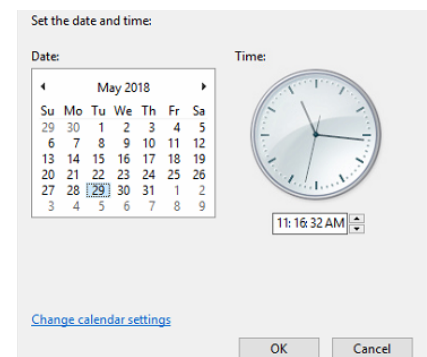 Set the date and time:
Date:
Time:
May 2018
Su Mo Tu We Th Fr Sa
29 30 1 2 3 4 5
6 7 8 9 10 11 12
13 14 15 16 17 18 19
20 21 22 23 24 25 26
27 28 29 30 31 1 2
3 4 5 6 7 8 9
11:16:32 AM
Change calendar settings
OK Cancel